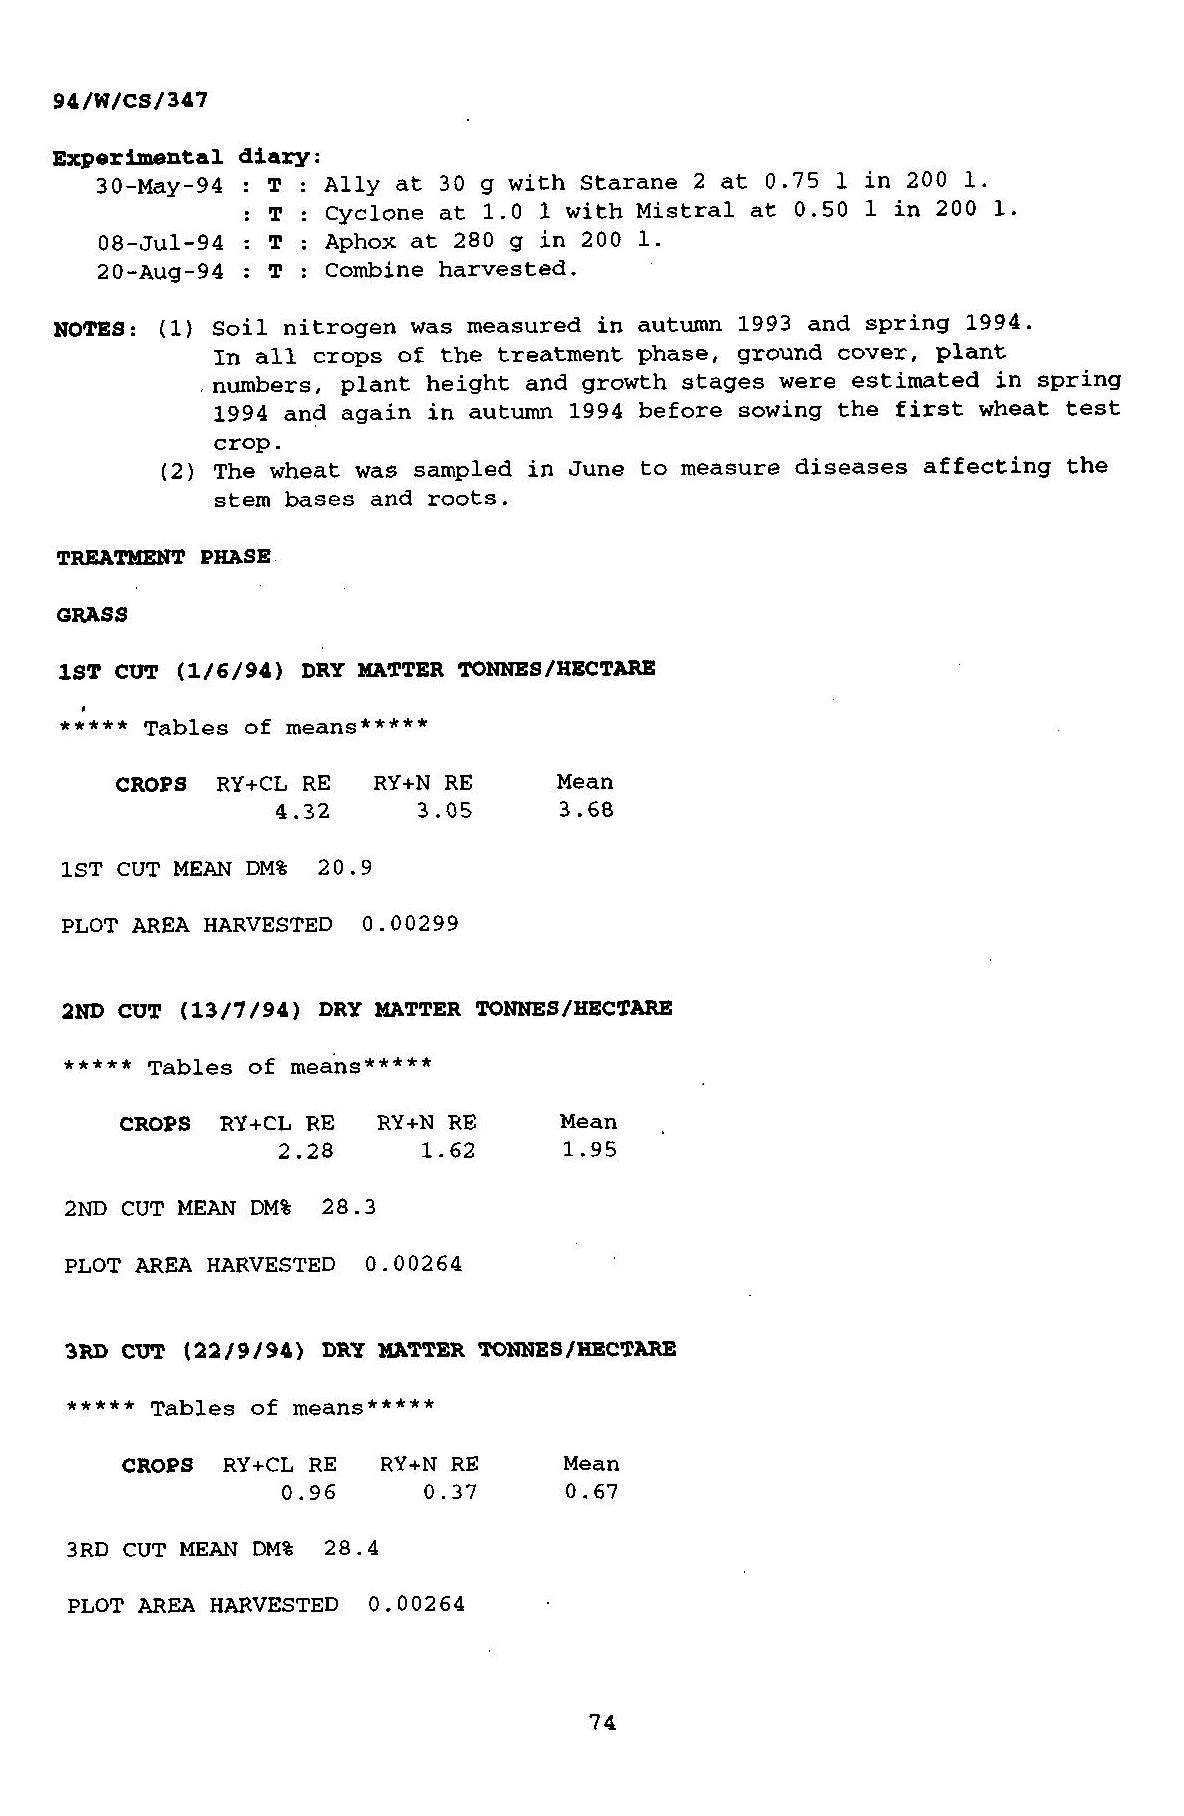 94/W/CS/347
Experimental diary:
30-May-94 : T : Ally at 30 g with Starane 2 at 0.75 l in 200 l.
: T : Cyclone at 1.0 l with Mistral at 0.50 l in 200 l.
08-Jul-94 : T : Aphox at 280 g in 200 l.
20-Aug-94 : T : Combine harvested.
NOTES: (1) Soil nitrogen was measured in autumn 1993 and spring 1994.
In all crops of the treatment phase, ground cover, plant
numbers, plant height and growth stages were estimated in spring
1994 and again in autumn 1994 before sowing the first wheat test
crop.
(2) The wheat was sampled in June to measure diseases affecting the
stem bases and roots.
TREATMENT PHASE
GRASS
1ST CUT (1/6/94) DRY MATTER TONNES/HECTARE
***** Tables of means*****
CROPS RY+CL RE RY+N RE Mean
4.32 3.05 3.68
1ST CUT MEAN DM% 20.9
PLOT AREA HARVESTED 0.00299
2ND CUT (13/7/94) DRY MATTER TONNES/HECTARE
***** Tables of means*****
CROPS RY+CL RE RY+N RE Mean
2.28 1.62 1.95
2ND CUT MEAN DM% 28.3
PLOT AREA HARVESTED 0.00264
3RD CUT (22/9/94) DRY MATTER TONNES/HECTARE
***** Tables of means*****
CROPS RY+CL RE RY+N RE Mean
0.96 0.37 0.67
3RD CUT MEAN DM% 28.4
PLOT AREA HARVESTED 0.00264
74